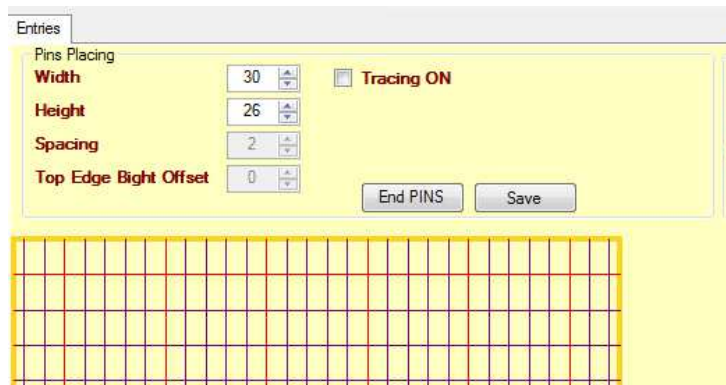 Entries
Pins Placing
Width 30 Tracing ON
Height 26
Spacing 2
Top Edge Bight Offset 0
End PINS Save